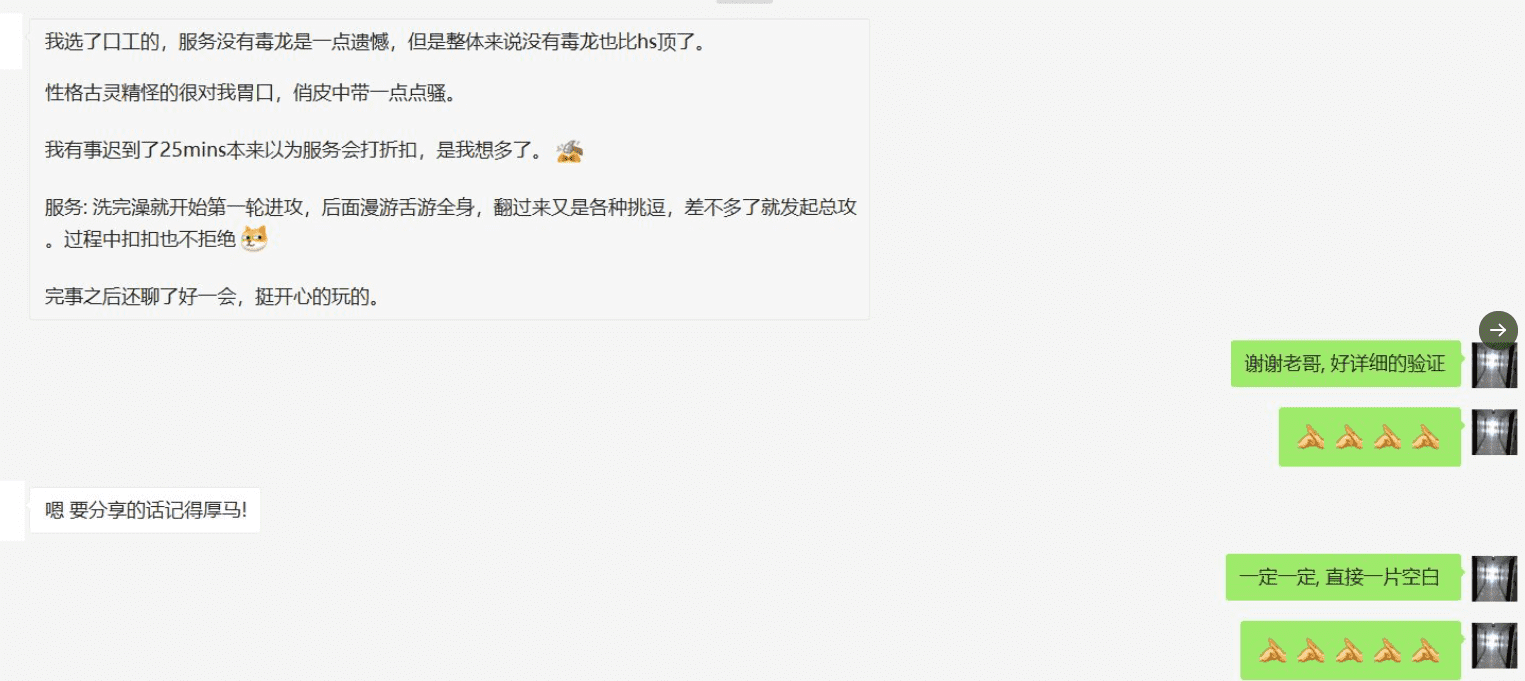 我选了口工的，服务没有毒龙是一点遗憾，但是整体来说没有毒龙也比hs顶了。
性格古灵精怪的很对我胃口，俏皮中带一点点骚。
我有事迟到了25mins本来以为服务会打折扣，是我想多了。
服务: 洗完澡就开始第一轮进攻，后面漫游舌游全身，翻过来又是各种挑逗，差不多了就发起总攻
。过程中扣扣也不拒绝
完事之后还聊了好一会，挺开心的玩的。
谢谢老哥, 好详细的验证
嗯 要分享的话记得厚马!
一定一定, 直接一片空白